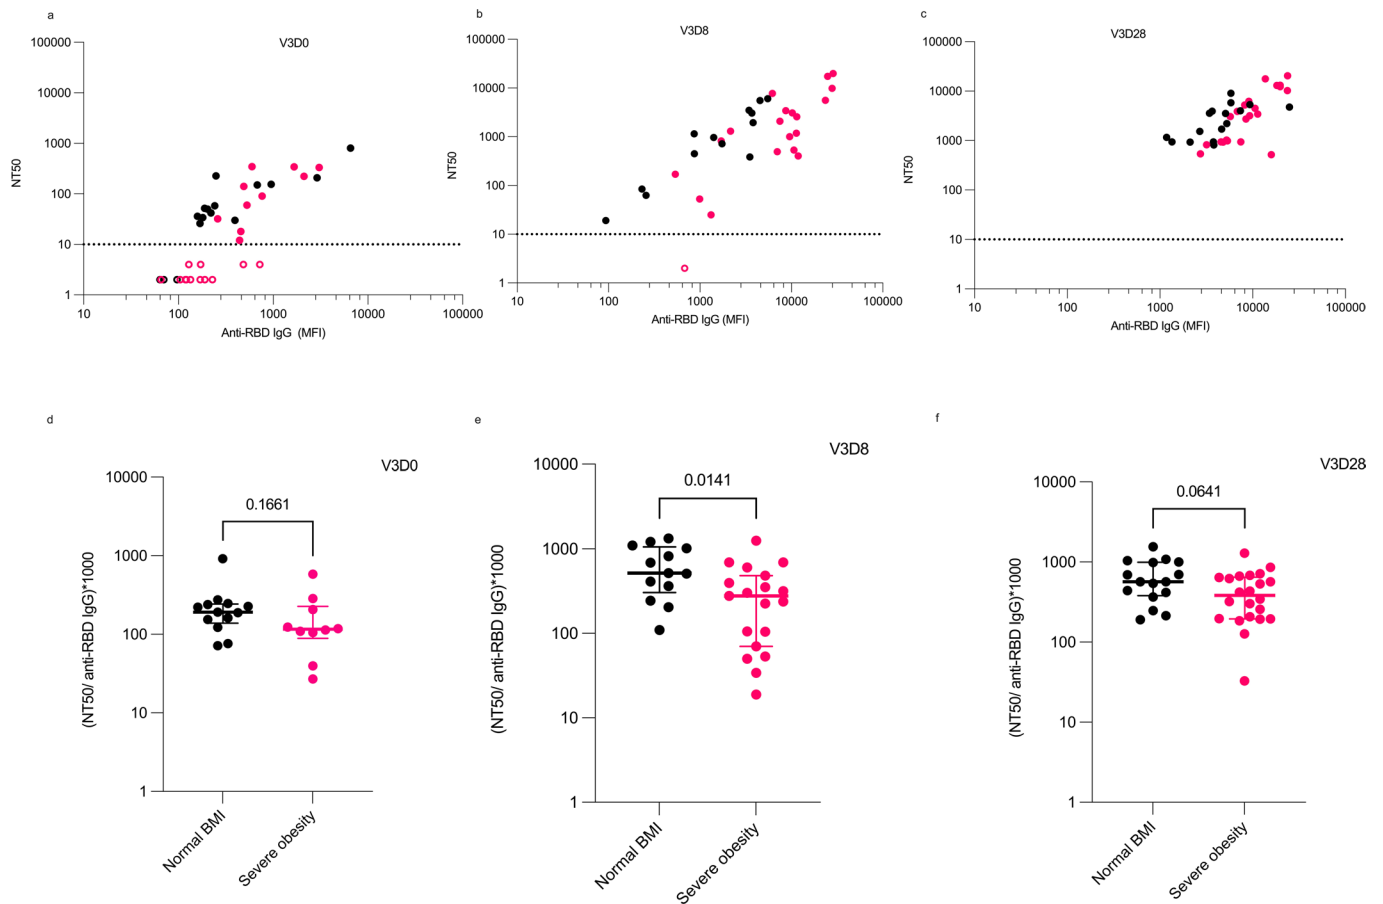 a
V3D0
100000
10000
1000
100
10
1
NT50
10
100
1000
10000
100000
Anti-RBD IgG (MFI)
b
V3D8
100000
10000
1000
100
10
1
NT50
10
100
1000
10000
100000
Anti-RBD IgG (MFI)
c
V3D28
100000
10000
1000
100
10
1
NT50
10
100
1000
10000
100000
Anti-RBD IgG (MFI)
d
V3D0
10000
1000
100
10
1
(NT50/ anti-RBD IgG)*1000
0.1661
Normal BMI
Severe obesity
e
V3D8
10000
1000
100
10
1
(NT50/ anti-RBD IgG)*1000
0.0141
Normal BMI
Severe obesity
f
V3D28
10000
1000
100
10
1
(NT50/ anti-RBD IgG)*1000
0.0641
Normal BMI
Severe obesity